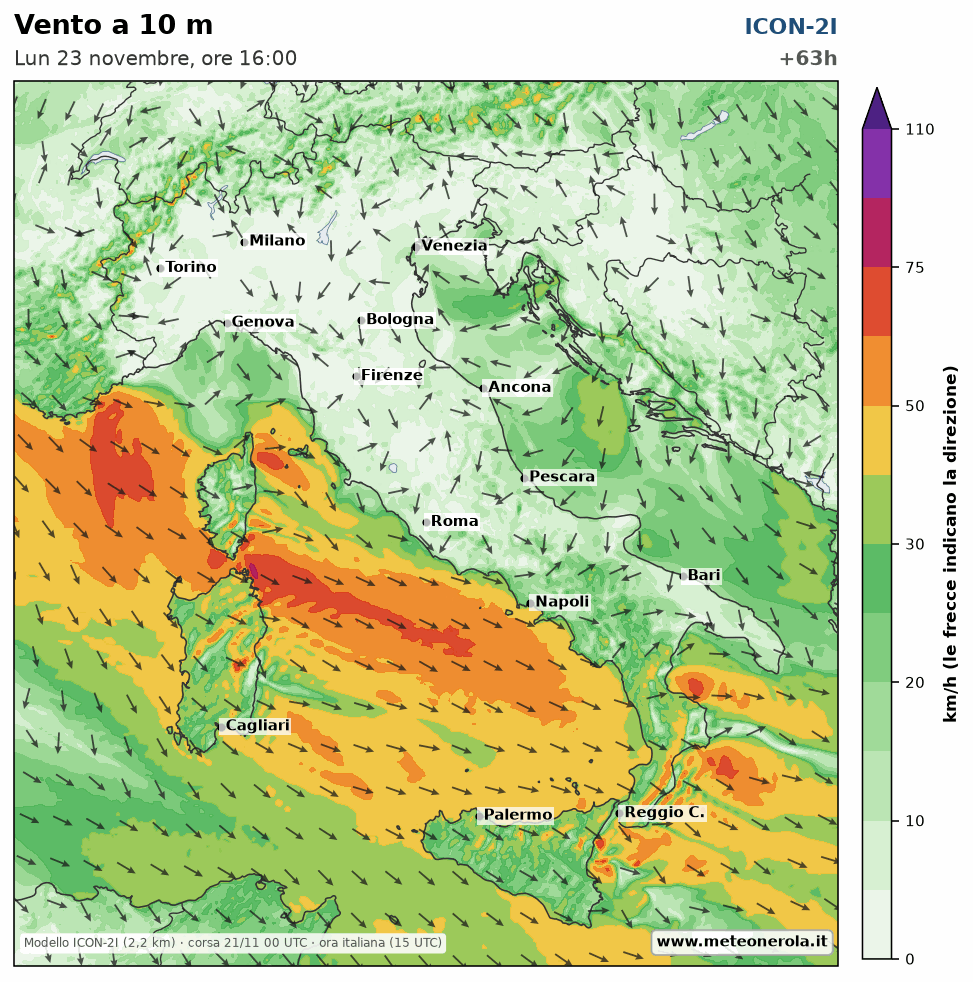 Vento a 10 m
ICON-2I
Lun 23 novembre, ore 16:00
+63h
110
75
50
30
20
10
0
km/h (le frecce indicano la direzione)
Milano
Venezia
Torino
Genova
Bologna
Firenze
Ancona
Pescara
Roma
Bari
Napoli
Cagliari
Palermo
Reggio C.
Modello ICON-2I (2,2 km) · corsa 21/11 00 UTC · ora italiana (15 UTC)
www.meteonerola.it